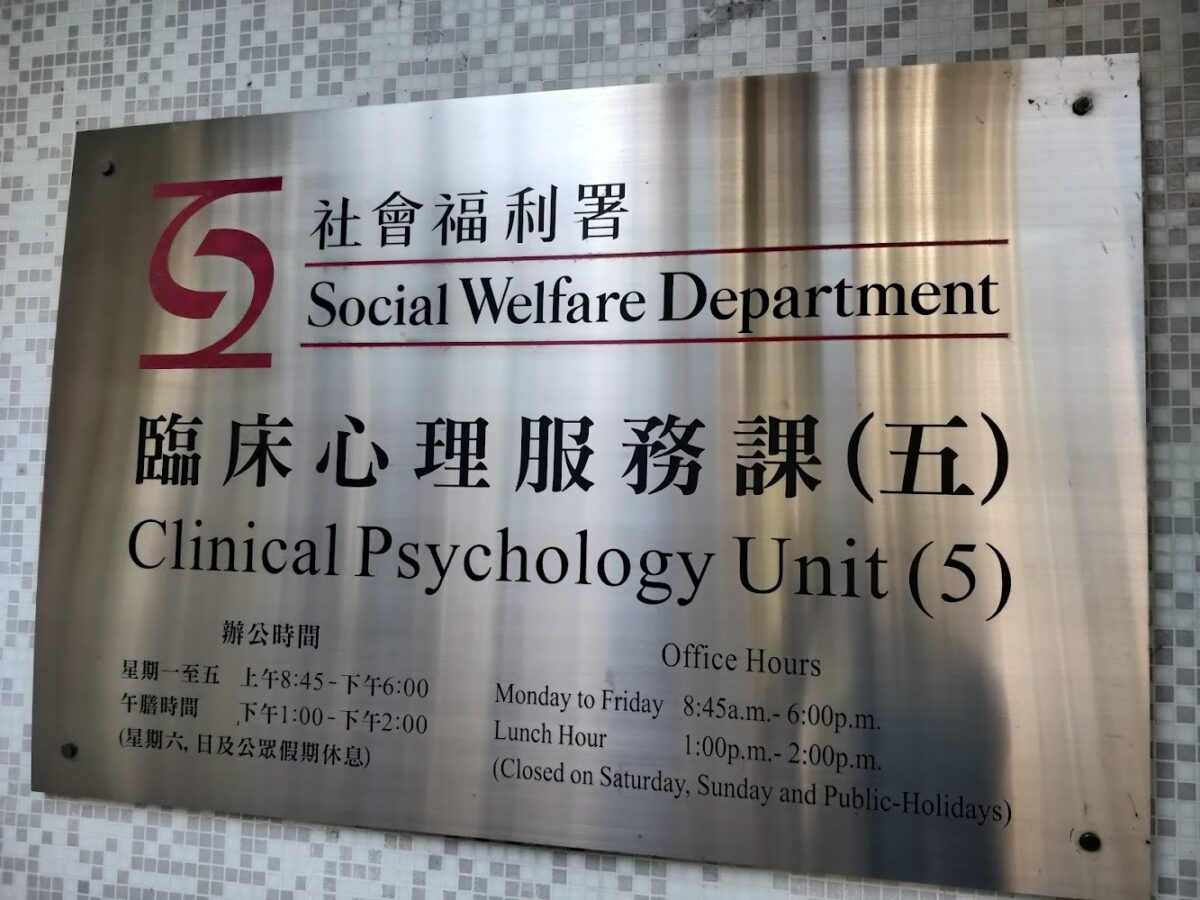 社會福利署
Social Welfare Department
臨床心理服務課(五)
Clinical Psychology Unit (5)
辦公時間
星期一至五 上午8:45-下午6:00
午膳時間 下午1:00-下午2:00
(星期六, 日及公眾假期休息)
Office Hours
Monday to Friday 8:45a.m.- 6:00p.m.
Lunch Hour 1:00p.m.- 2:00p.m.
(Closed on Saturday, Sunday and Public-Holidays)